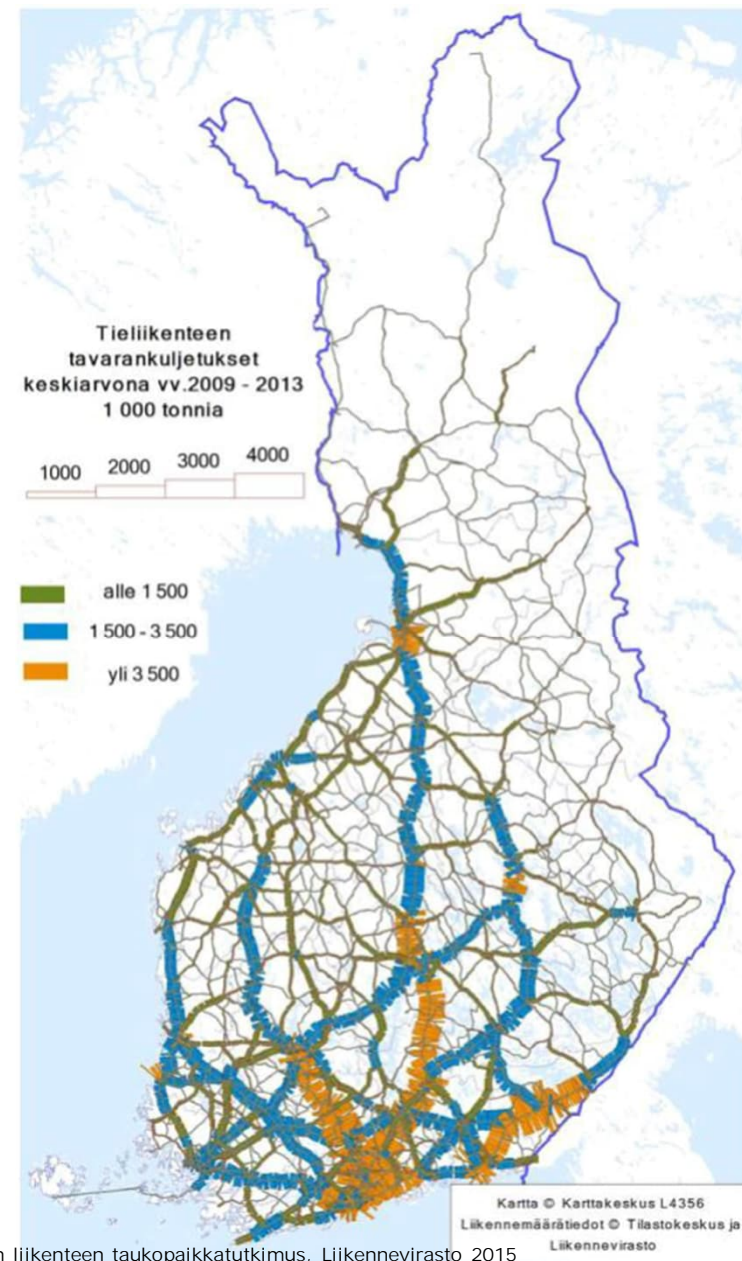 Tieliikenteen
tavarankuljetukset
keskiarvona vv.2009 - 2013
1 000 tonnia
1000 2000 3000 4000
alle 1 500
1 500 - 3 500
yli 3 500
Kartta © Karttakeskus L4356
Liikennemäärätiedot © Tilastokeskus ja
Liikennevirasto
liikenteen taukopaikkatutkimus. Liikennevirasto 2015